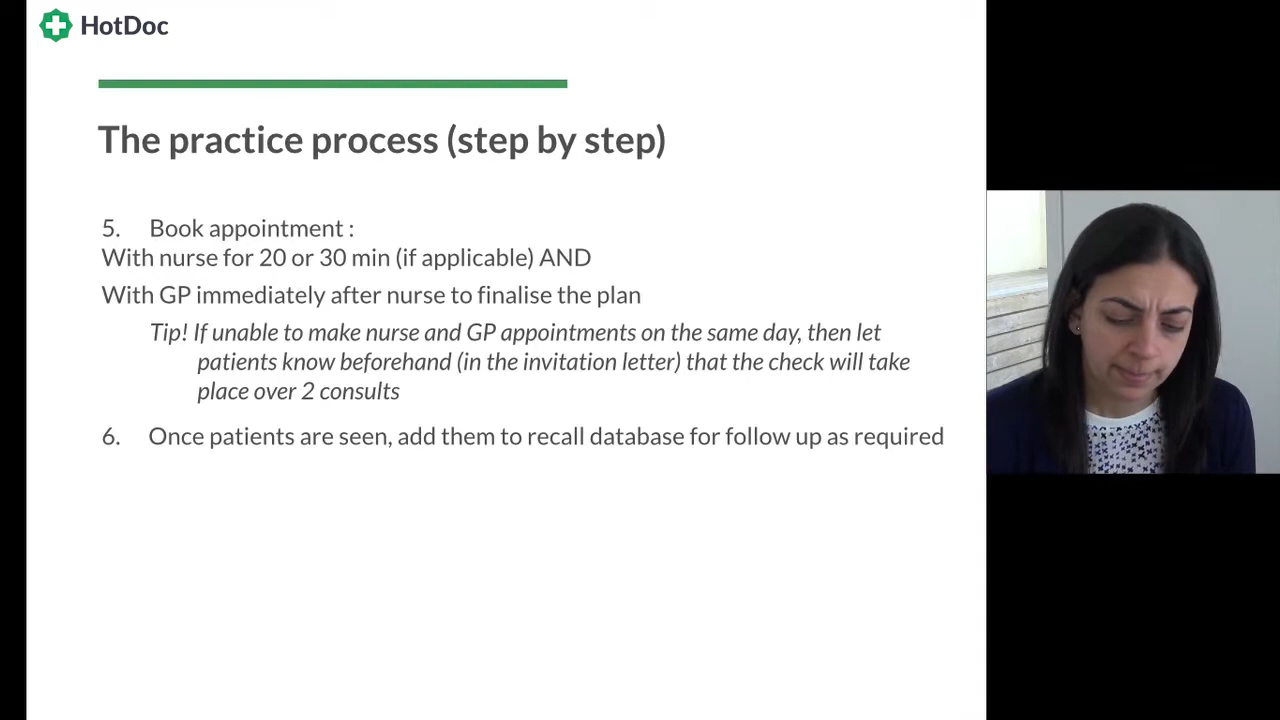 HotDoc
The practice process (step by step)
5. Book appointment :
With nurse for 20 or 30 min (if applicable) AND
With GP immediately after nurse to finalise the plan
Tip! If unable to make nurse and GP appointments on the same day, then let
patients know beforehand (in the invitation letter) that the check will take
place over 2 consults
6. Once patients are seen, add them to recall database for follow up as required